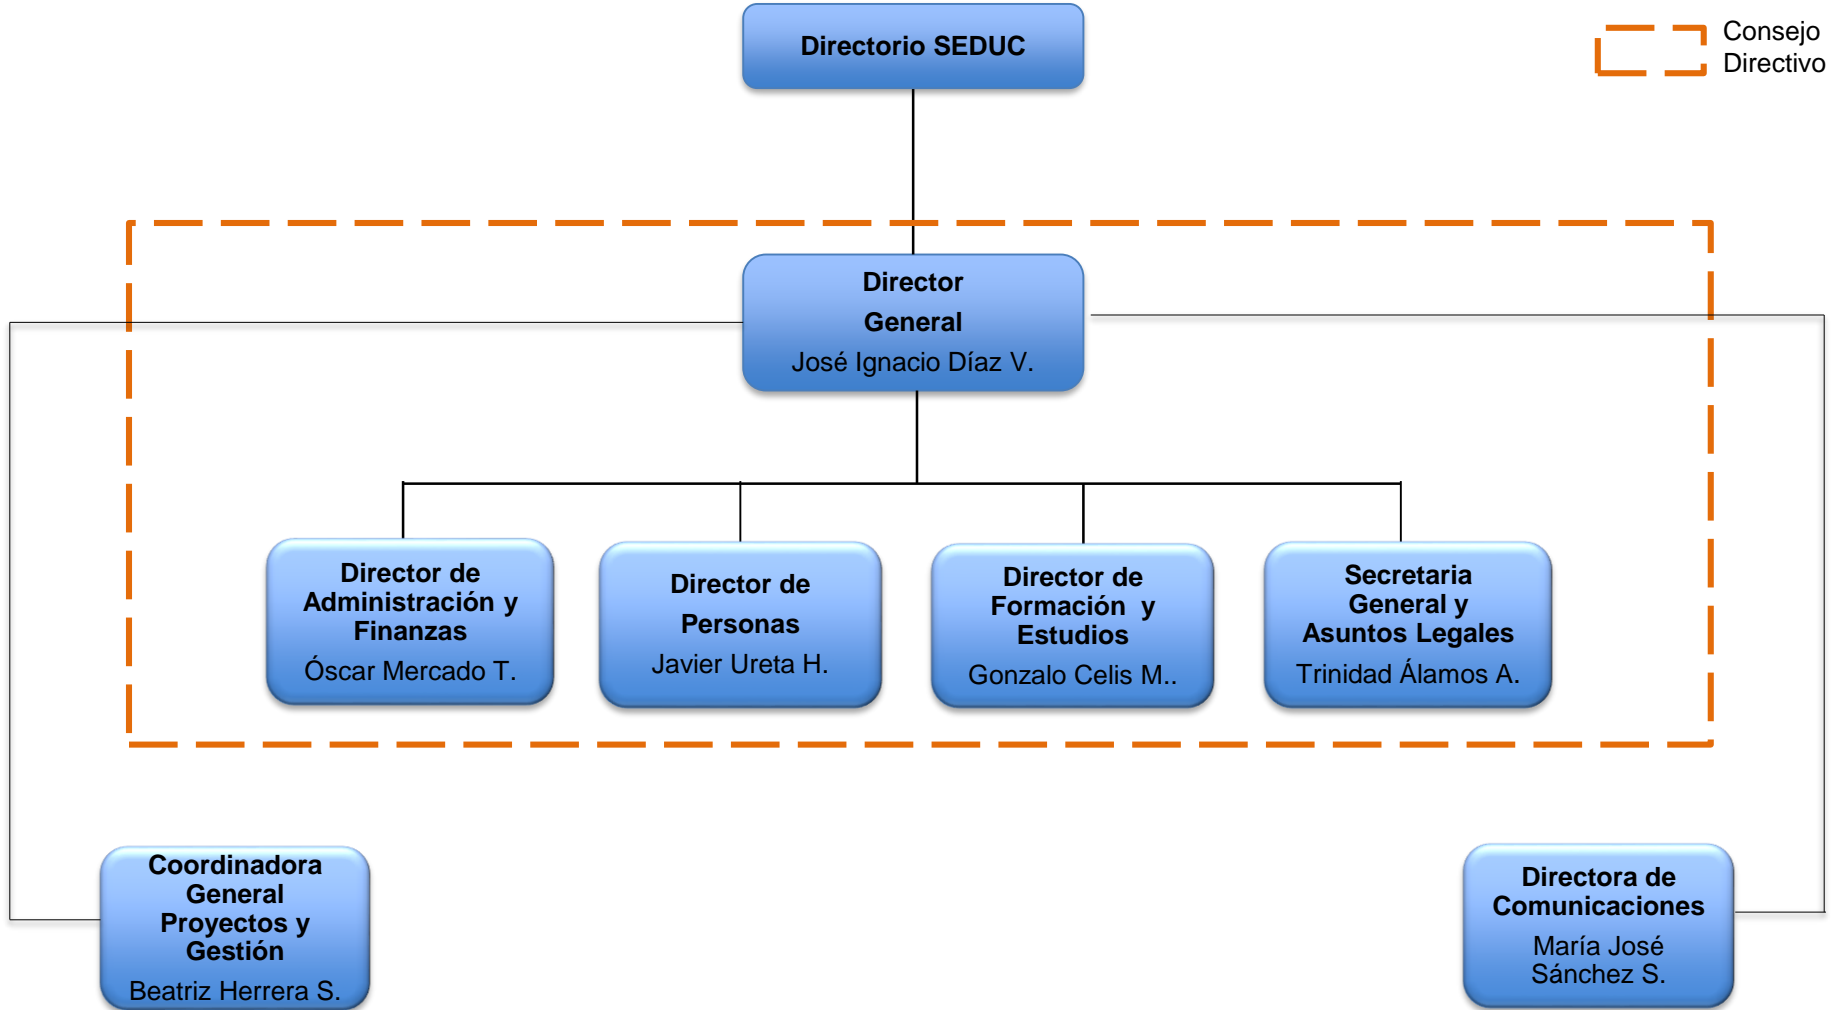 Directorio SEDUC
Consejo
Directivo
Director
General
José Ignacio Díaz V.
Director de
Administración y
Finanzas
Óscar Mercado T.
Director de
Personas
Javier Ureta H.
Director de
Formación y
Estudios
Gonzalo Celis M..
Secretaria
General y
Asuntos Legales
Trinidad Álamos A.
Coordinadora
General
Proyectos y
Gestión
Beatriz Herrera S.
Directora de
Comunicaciones
María José
Sánchez S.